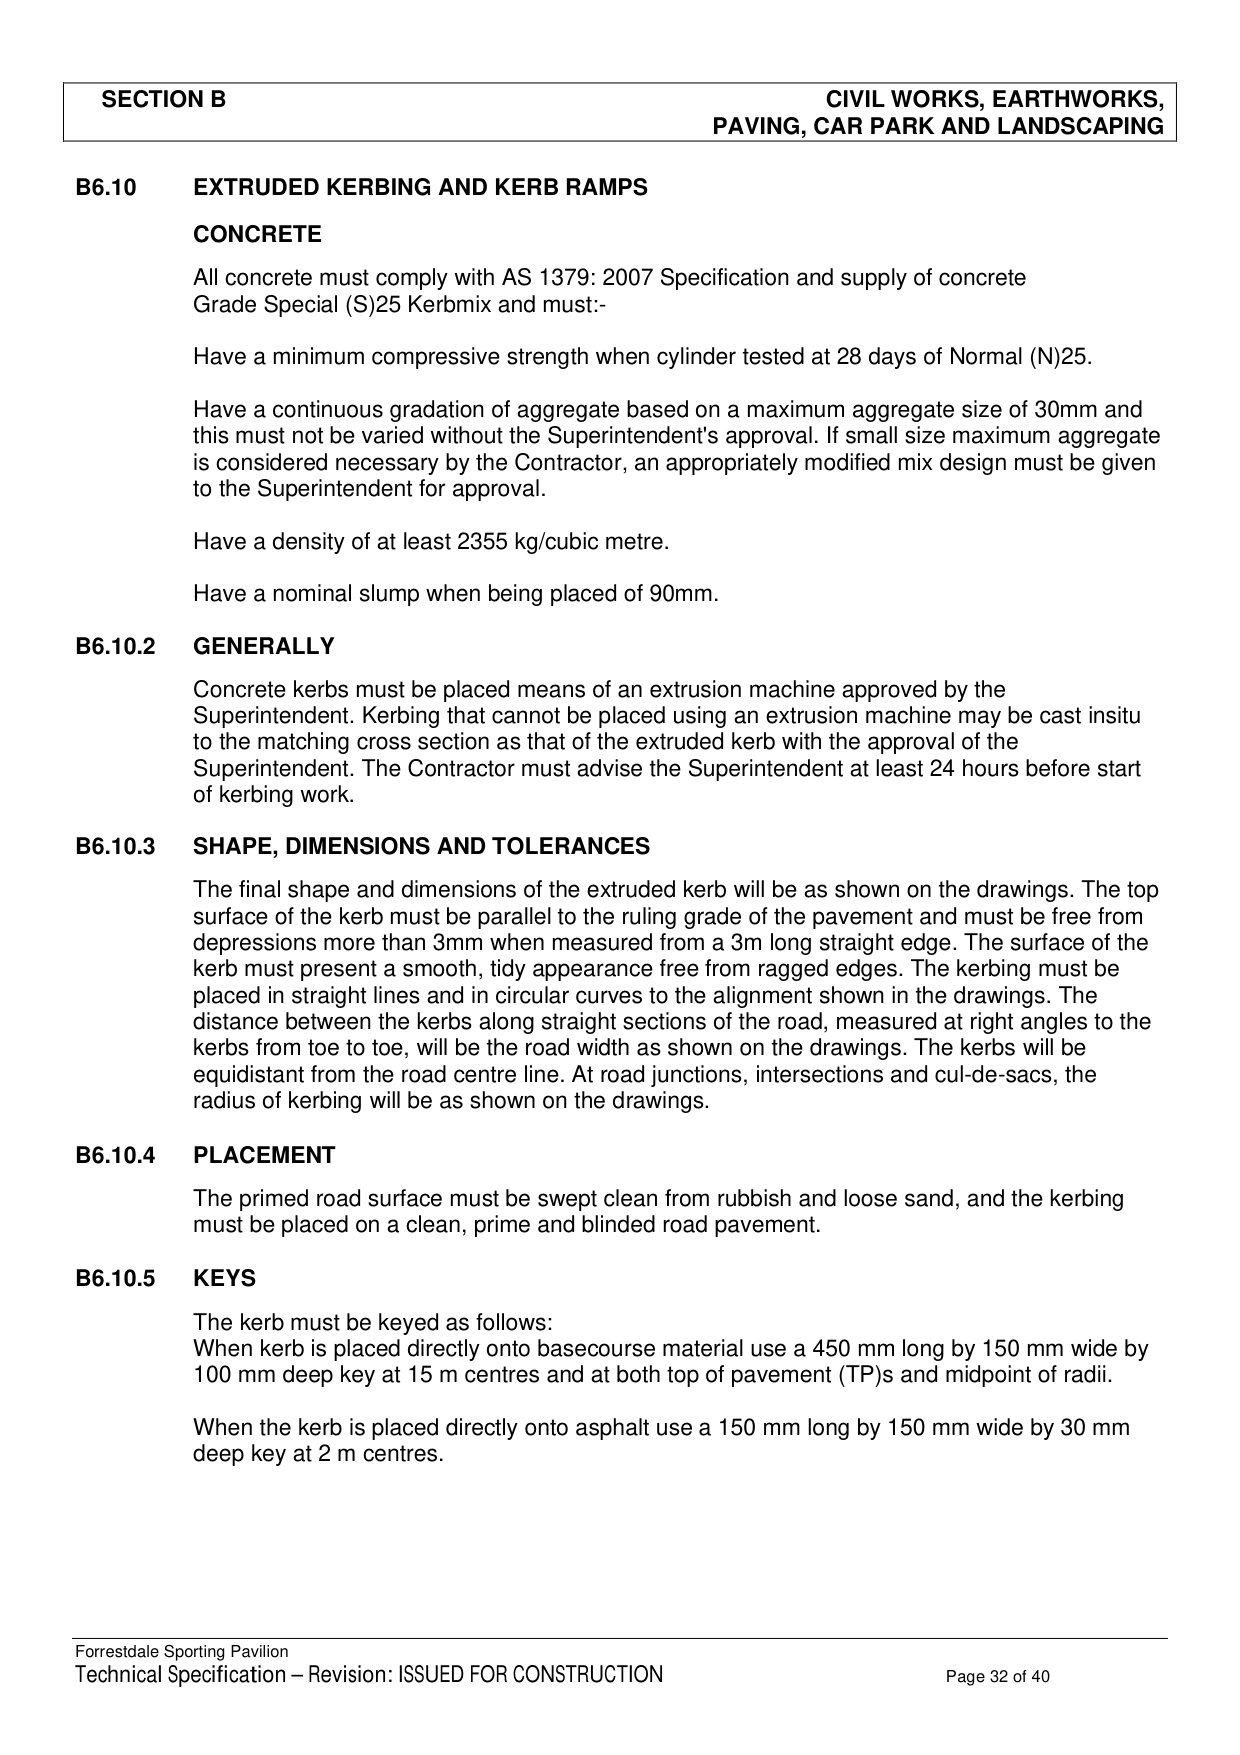 SECTION B
CIVIL WORKS, EARTHWORKS,
PAVING, CAR PARK AND LANDSCAPING
B6.10 EXTRUDED KERBING AND KERB RAMPS
CONCRETE
All concrete must comply with AS 1379: 2007 Specification and supply of concrete
Grade Special (S)25 Kerbmix and must:-
Have a minimum compressive strength when cylinder tested at 28 days of Normal (N)25.
Have a continuous gradation of aggregate based on a maximum aggregate size of 30mm and
this must not be varied without the Superintendent's approval. If small size maximum aggregate
is considered necessary by the Contractor, an appropriately modified mix design must be given
to the Superintendent for approval.
Have a density of at least 2355 kg/cubic metre.
Have a nominal slump when being placed of 90mm.
B6.10.2 GENERALLY
Concrete kerbs must be placed means of an extrusion machine approved by the
Superintendent. Kerbing that cannot be placed using an extrusion machine may be cast insitu
to the matching cross section as that of the extruded kerb with the approval of the
Superintendent. The Contractor must advise the Superintendent at least 24 hours before start
of kerbing work.
B6.10.3 SHAPE, DIMENSIONS AND TOLERANCES
The final shape and dimensions of the extruded kerb will be as shown on the drawings. The top
surface of the kerb must be parallel to the ruling grade of the pavement and must be free from
depressions more than 3mm when measured from a 3m long straight edge. The surface of the
kerb must present a smooth, tidy appearance free from ragged edges. The kerbing must be
placed in straight lines and in circular curves to the alignment shown in the drawings. The
distance between the kerbs along straight sections of the road, measured at right angles to the
kerbs from toe to toe, will be the road width as shown on the drawings. The kerbs will be
equidistant from the road centre line. At road junctions, intersections and cul-de-sacs, the
radius of kerbing will be as shown on the drawings.
B6.10.4 PLACEMENT
The primed road surface must be swept clean from rubbish and loose sand, and the kerbing
must be placed on a clean, prime and blinded road pavement.
B6.10.5 KEYS
The kerb must be keyed as follows:
When kerb is placed directly onto basecourse material use a 450 mm long by 150 mm wide by
100 mm deep key at 15 m centres and at both top of pavement (TP)s and midpoint of radii.
When the kerb is placed directly onto asphalt use a 150 mm long by 150 mm wide by 30 mm
deep key at 2 m centres.
Forrestdale Sporting Pavilion
Technical Specification – Revision: ISSUED FOR CONSTRUCTION Page 32 of 40